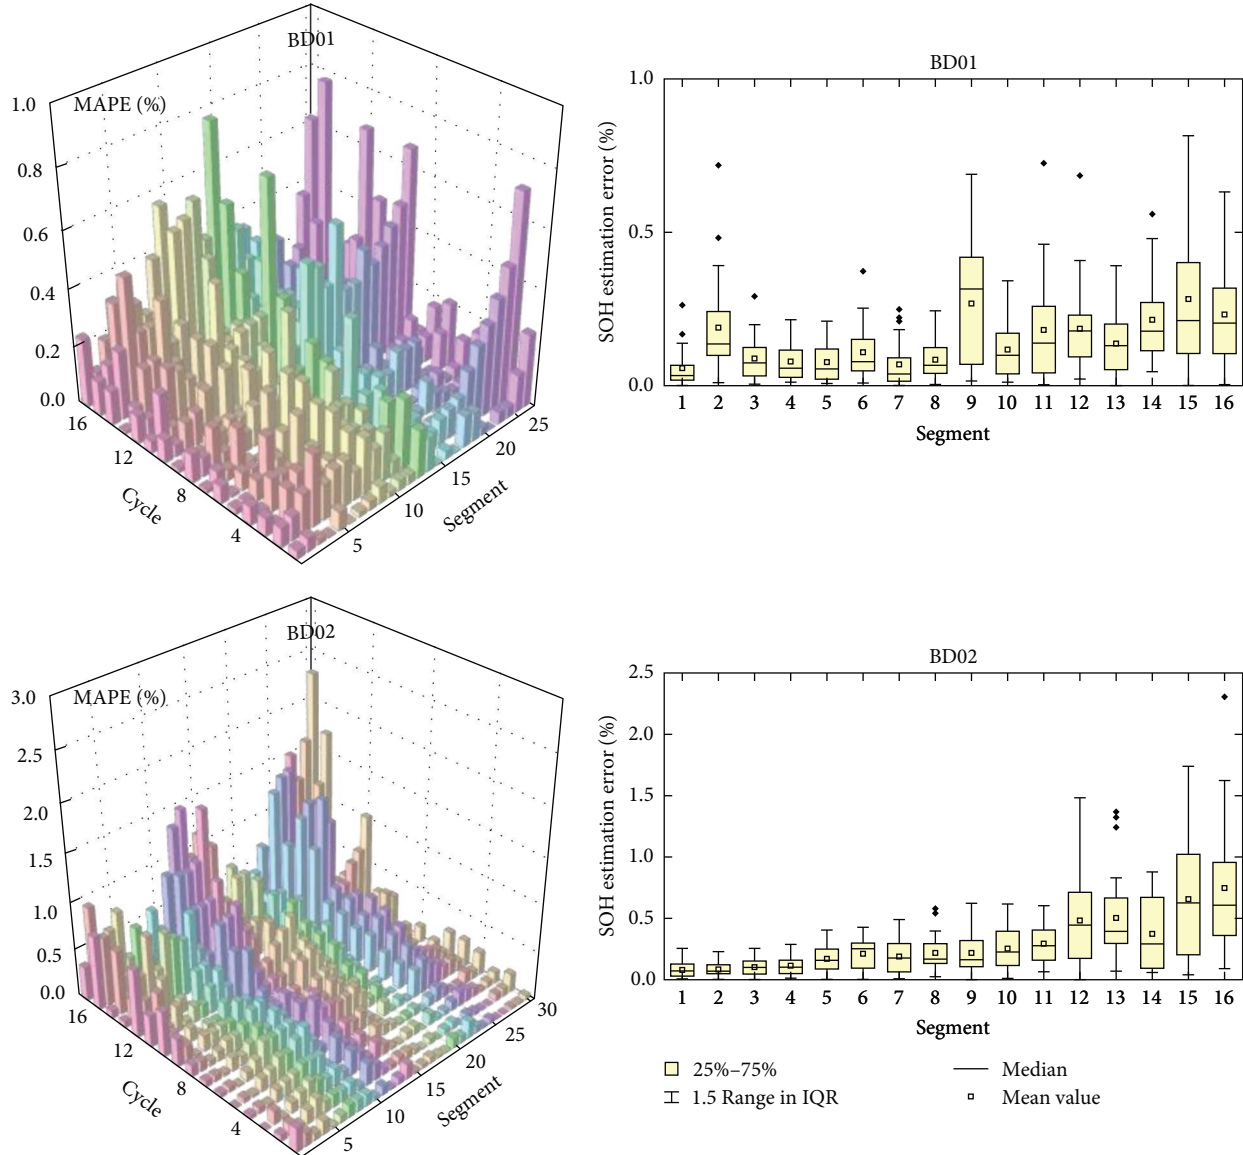 BD01
MAPE (%)
1.0
0.8
0.6
0.4
0.2
0.0
16
12
8
4
Cycle
5
10
15
20
25
Segment
BD01
SOH estimation error (%)
1.0
0.5
0.0
1 2 3 4 5 6 7 8 9 10 11 12 13 14 15 16
Segment
BD02
MAPE (%)
3.0
2.5
2.0
1.5
1.0
0.5
0.0
16
12
8
4
Cycle
5
10
15
20
25
30
Segment
BD02
SOH estimation error (%)
2.5
2.0
1.5
1.0
0.5
0.0
1 2 3 4 5 6 7 8 9 10 11 12 13 14 15 16
Segment
25%–75%
Median
1.5 Range in IQR
Mean value